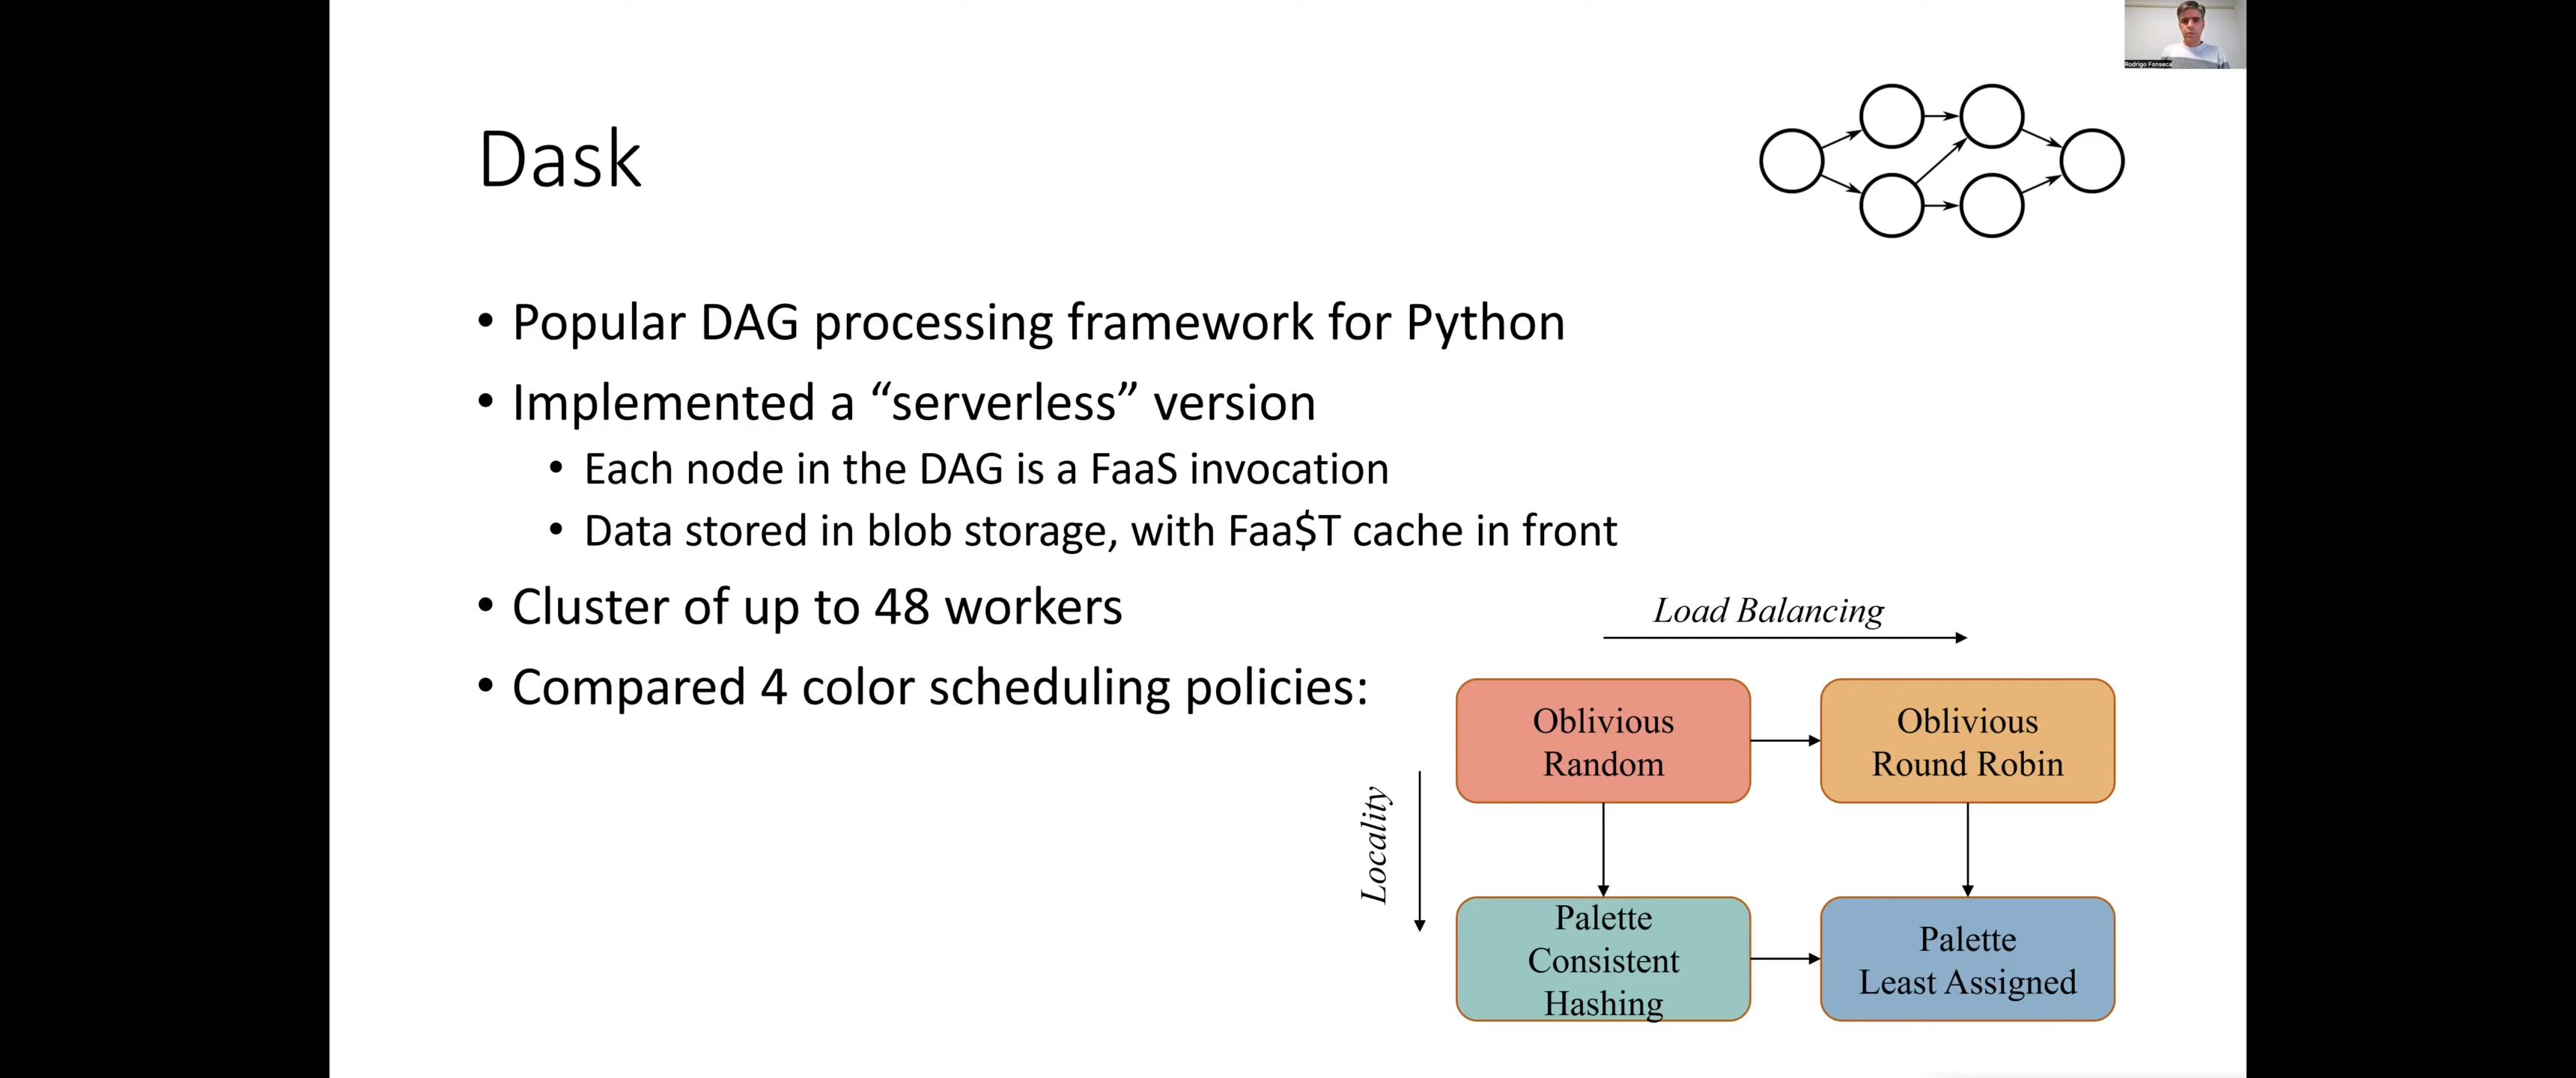 Rodrigo Fonseca
Dask
• Popular DAG processing framework for Python
• Implemented a “serverless” version
• Each node in the DAG is a FaaS invocation
• Data stored in blob storage, with Faa$T cache in front
• Cluster of up to 48 workers
• Compared 4 color scheduling policies:
Load Balancing
Locality
Oblivious
Random
Oblivious
Round Robin
Palette
Consistent
Hashing
Palette
Least Assigned